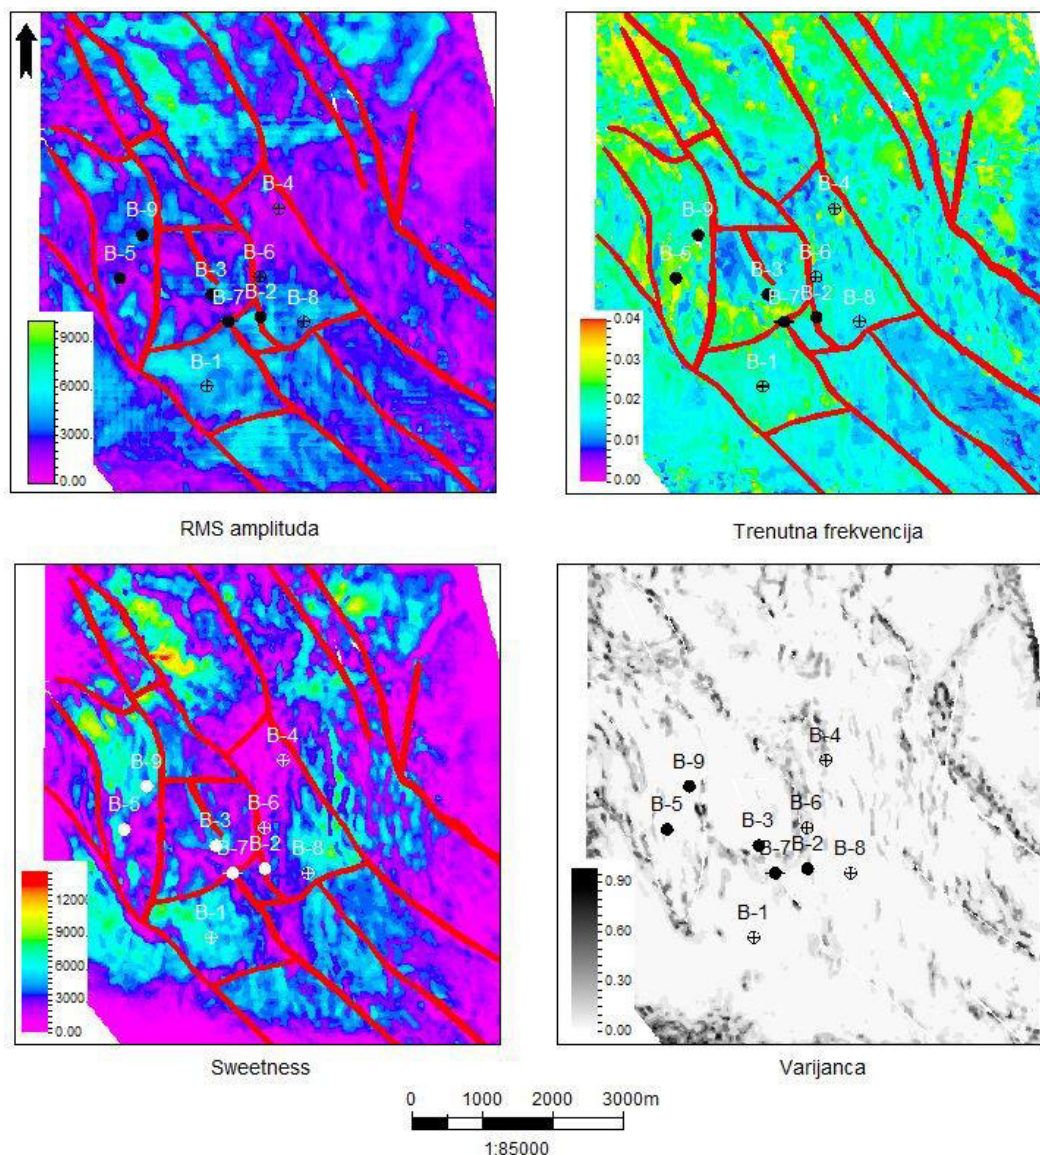 B-4
B-9
B-5
B-6
B-3
B-2
B-7
B-8
B-1
9000.
6000.
3000.
0.00
RMS amplituda
B-4
B-9
B-5
B-6
B-3
B-2
B-7
B-8
B-1
0.04
0.03
0.02
0.01
0.00
Trenutna frekvencija
B-4
B-9
B-5
B-6
B-3
B-2
B-7
B-8
B-1
12000
9000.
6000.
3000.
0.00
Sweetness
B-4
B-9
B-5
B-6
B-3
B-2
B-7
B-8
B-1
0.90
0.60
0.30
0.00
Varijanca
0 1000 2000 3000m
1:85000